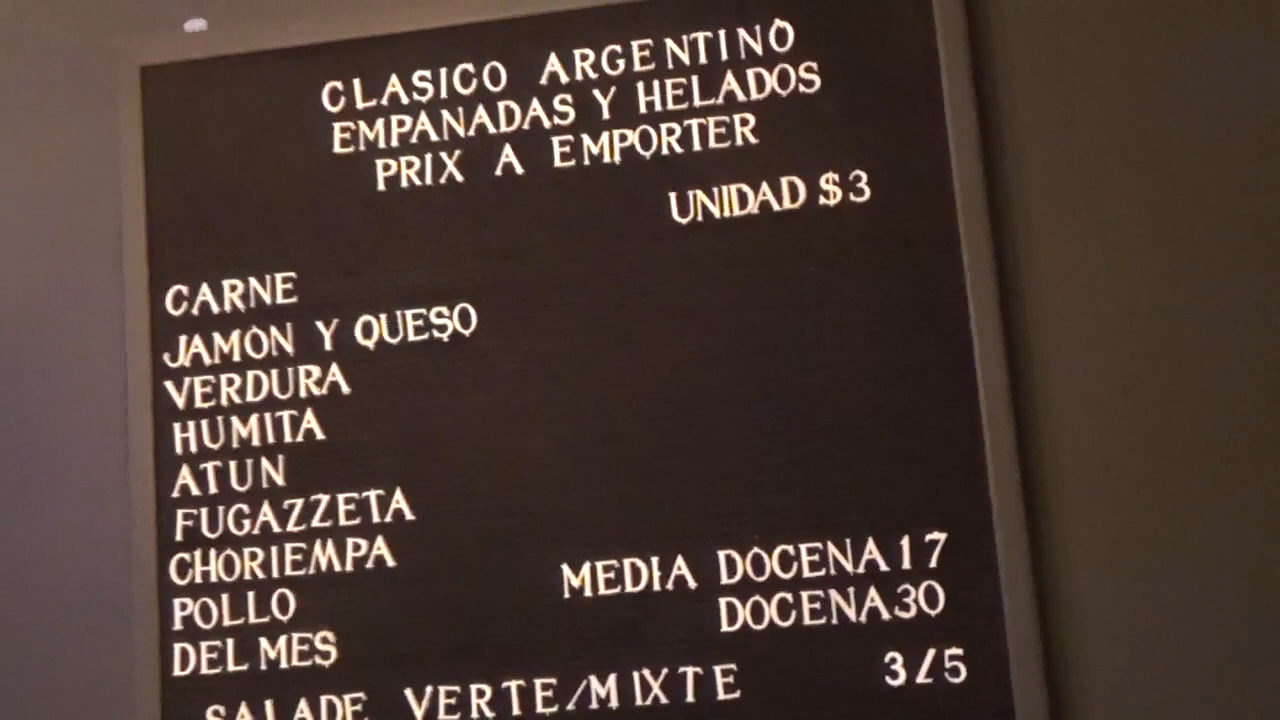 CLASICO ARGENTINO
EMPANADAS Y HELADOS
PRIX A EMPORTER
UNIDAD $3
CARNE
JAMON Y QUESO
VERDURA
HUMITA
ATUN
FUGAZZETA
CHORIEMPA
MEDIA DOCENA 17
POLLO
DOCENA 30
DEL MES
SALADE VERTE/MIXTE 3/5